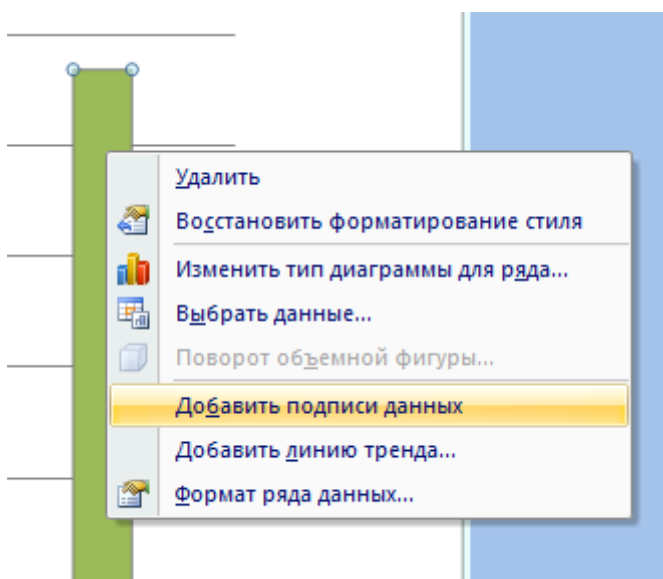 Удалить
Восстановить форматирование стиля
Изменить тип диаграммы для ряда...
Выбрать данные...
Поворот объемной фигуры...
Добавить подписи данных
Добавить линию тренда...
Формат ряда данных...